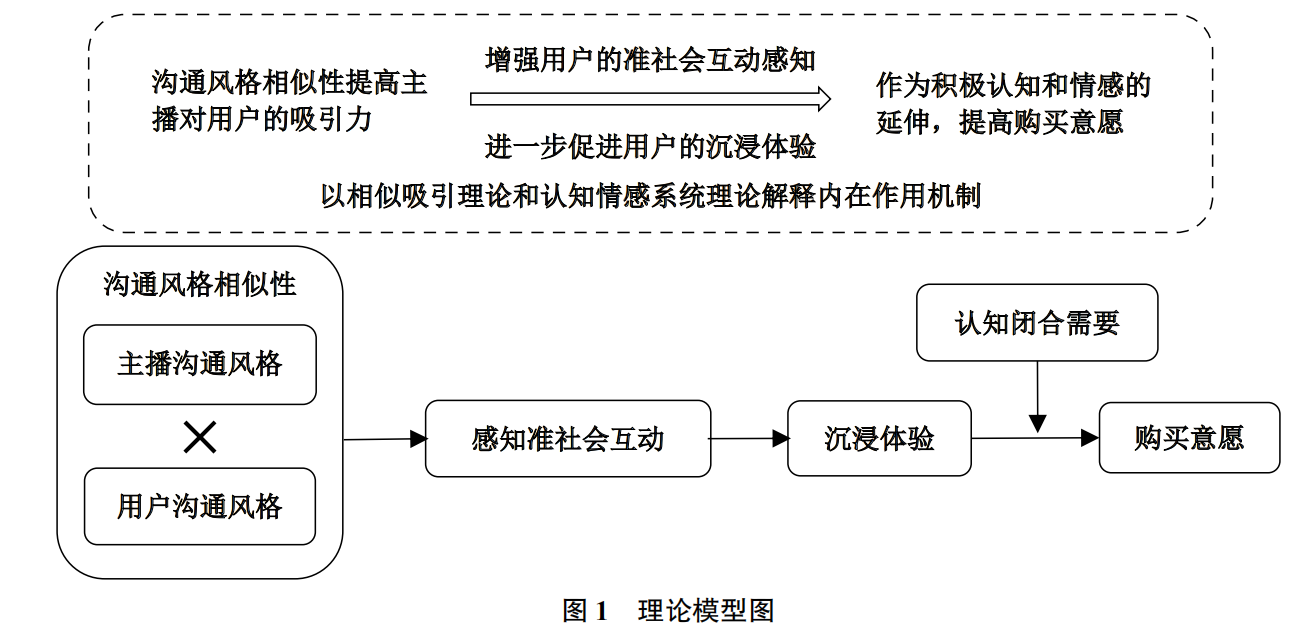 增强用户的准社会互动感知
沟通风格相似性提高主
播对用户的吸引力
作为积极认知和情感的
延伸，提高购买意愿
进一步促进用户的沉浸体验
以相似吸引理论和认知情感系统理论解释内在作用机制
沟通风格相似性
主播沟通风格
×
用户沟通风格
感知准社会互动
沉浸体验
认知闭合需要
购买意愿
图 1 理论模型图